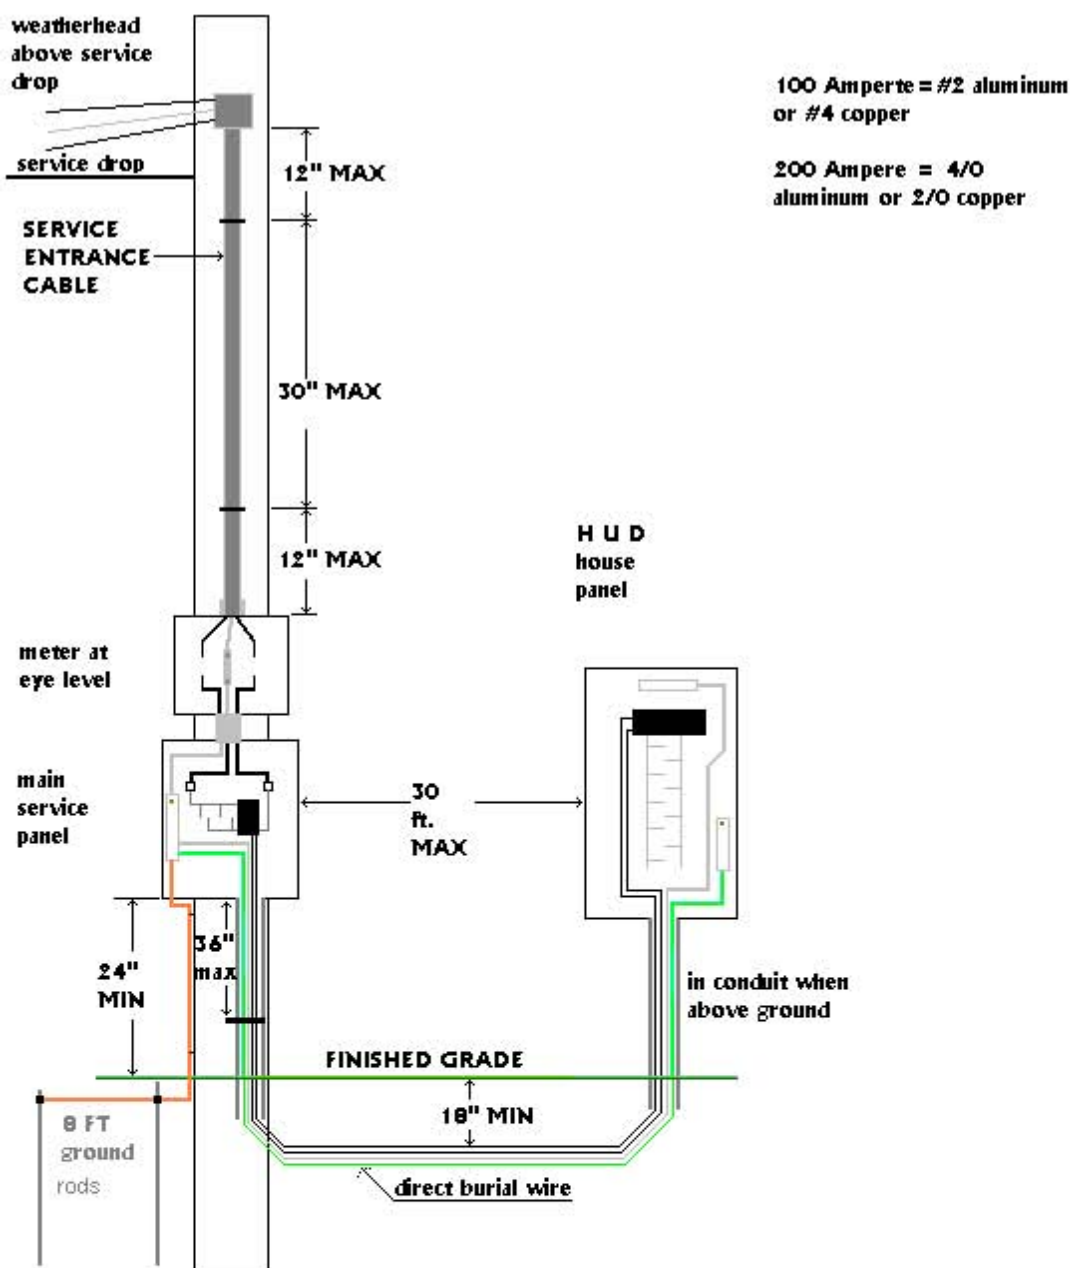 weatherhead
above service
drop
100 Amperte = #2 aluminum
or #4 copper
service drop
12" MAX
200 Ampere = 4/0
aluminum or 2/0 copper
SERVICE
ENTRANCE
CABLE
30" MAX
12" MAX
H U D
house
panel
meter at
eye level
main
service
panel
30
ft.
MAX
36"
max
24"
MIN
in conduit when
above ground
FINISHED GRADE
18" MIN
8 FT
ground
rods
direct burial wire